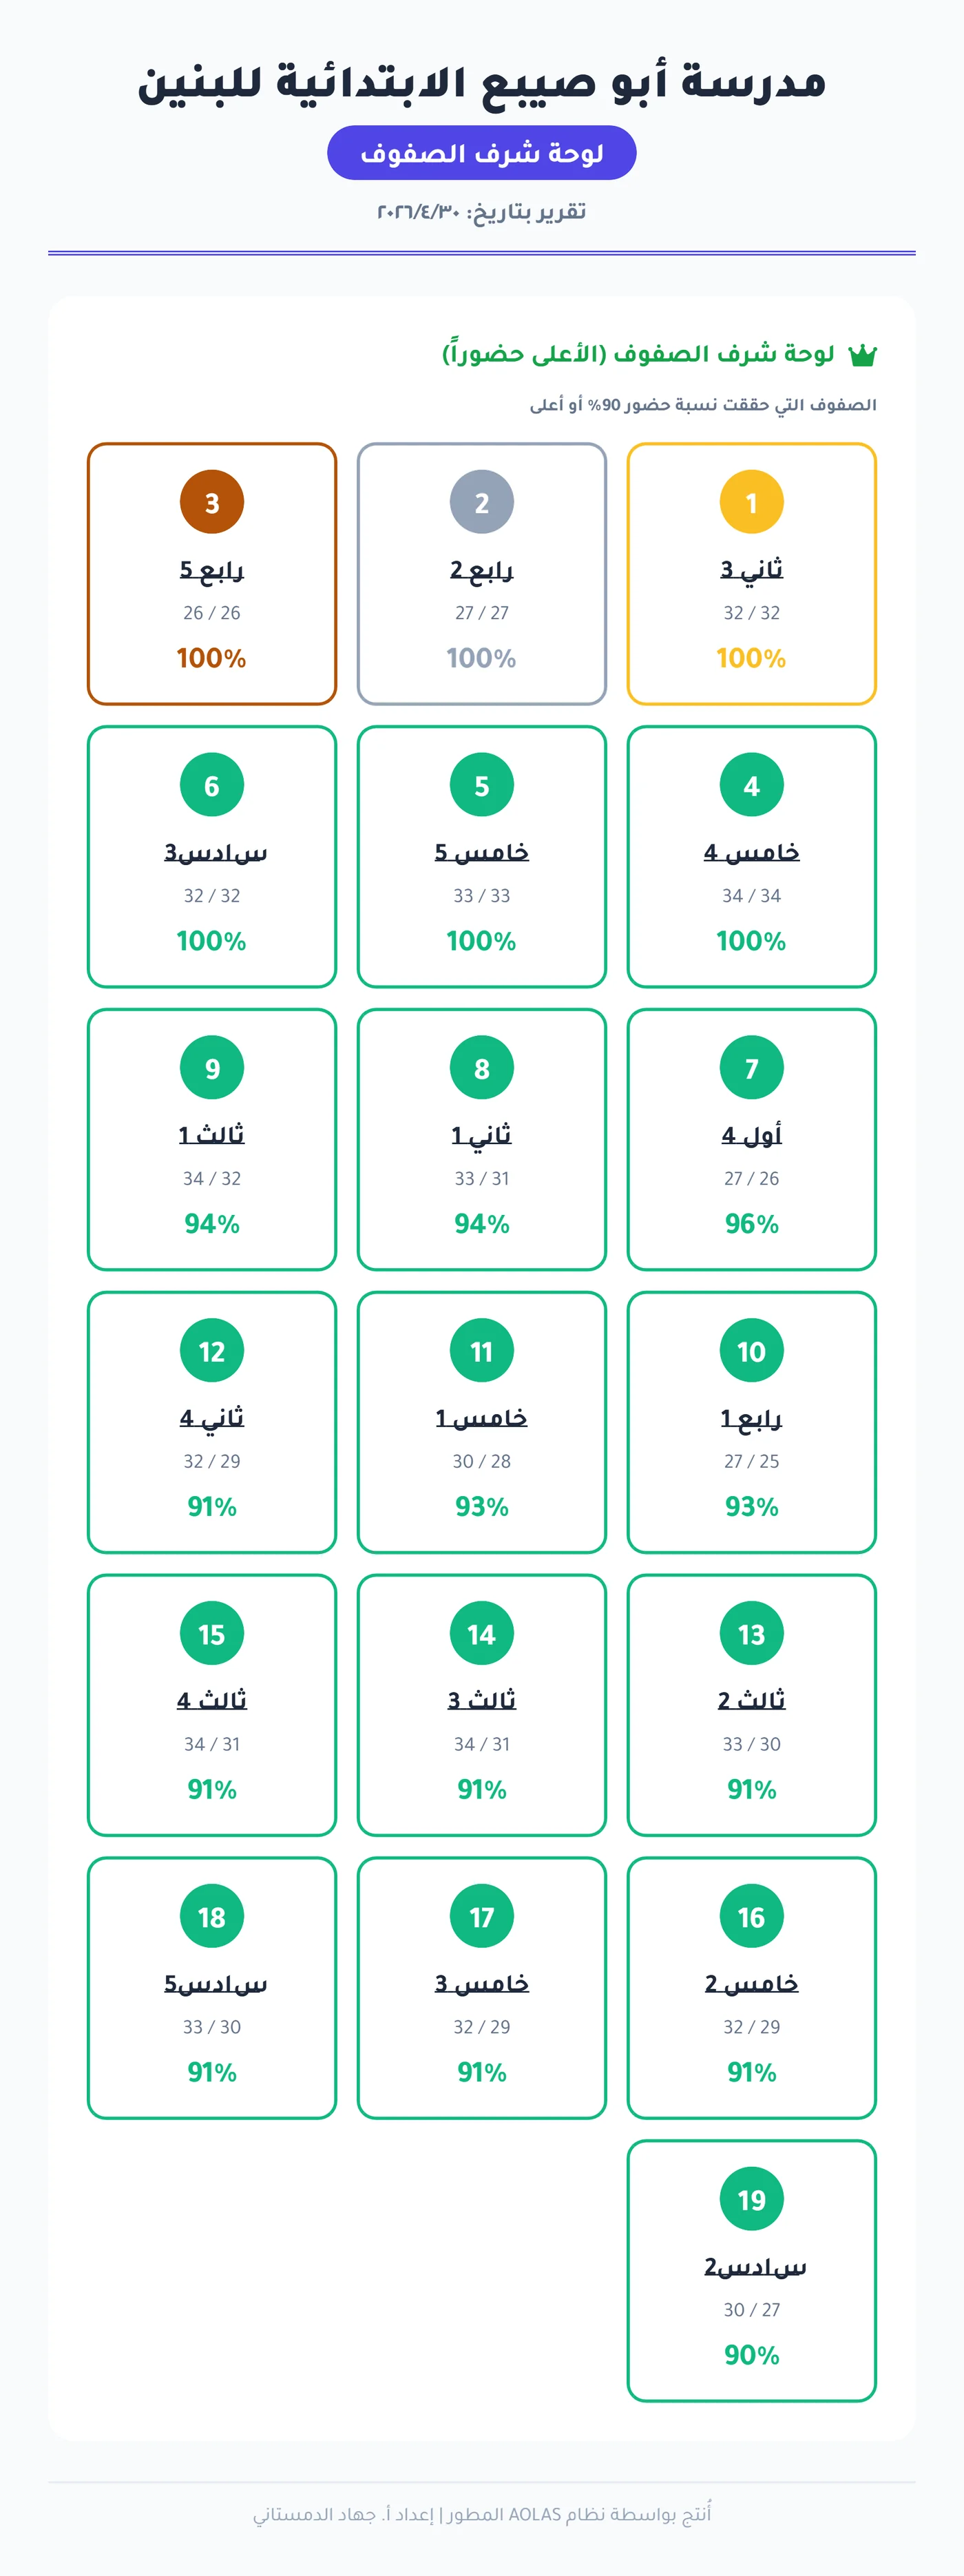 مدرسة أبو صيبع الابتدائية للبنين
لوحة شرف الصفوف
تقرير بتاريخ: ٢٠٢٦/٤/٣٠
لوحة شرف الصفوف (الأعلى حضوراً)
الصفوف التي حققت نسبة حضور 90% أو أعلى
1
ثاني 3
32 / 32
100%
2
رابع 2
27 / 27
100%
3
رابع 5
26 / 26
100%
4
خامس 4
34 / 34
100%
5
خامس 5
33 / 33
100%
6
سادس3
32 / 32
100%
7
أول 4
27 / 26
96%
8
ثاني 1
33 / 31
94%
9
ثالث 1
34 / 32
94%
10
رابع 1
27 / 25
93%
11
خامس 1
30 / 28
93%
12
ثاني 4
32 / 29
91%
13
ثالث 2
33 / 30
91%
14
ثالث 3
34 / 31
91%
15
ثالث 4
34 / 31
91%
16
خامس 2
32 / 29
91%
17
خامس 3
32 / 29
91%
18
سادس5
33 / 30
91%
19
سادس2
30 / 27
90%
أُنتج بواسطة نظام AOLAS المطور | إعداد أ. جهاد الدمستاني